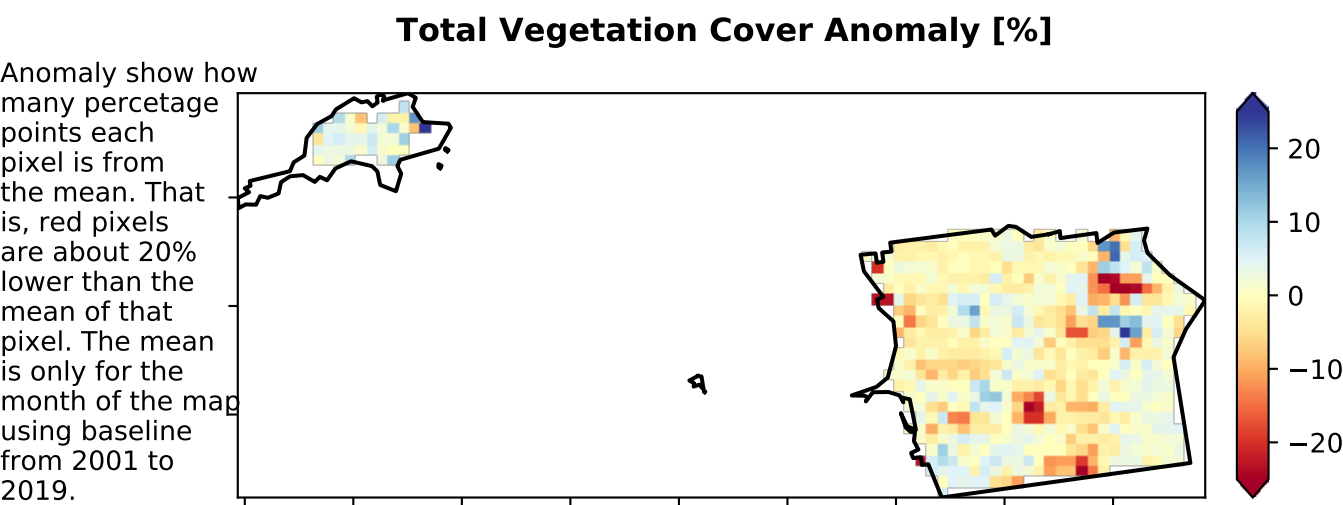 Total Vegetation Cover Anomaly [%]
Anomaly show how
many percetage
points each
pixel is from
the mean. That
is, red pixels
are about 20%
lower than the
mean of that
pixel. The mean
is only for the
month of the map
using baseline
from 2001 to
2019.
20
10
0
−10
−20